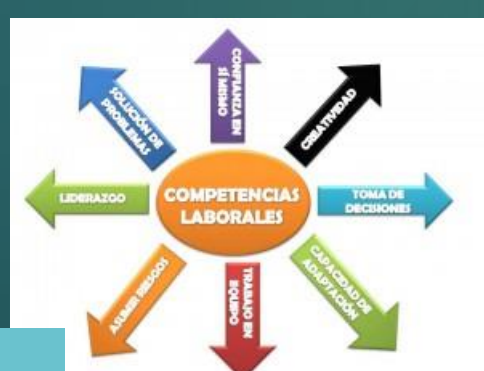 CONFIANZA EN
SÍ MISMO
CREATIVIDAD
TOMA DE
DECISIONES
CAPACIDAD DE
ADAPTACIÓN
TRABAJO EN
EQUIPO
ASUMIR RIESGOS
LIDERAZGO
SOLUCIÓN DE
PROBLEMAS
COMPETENCIAS
LABORALES